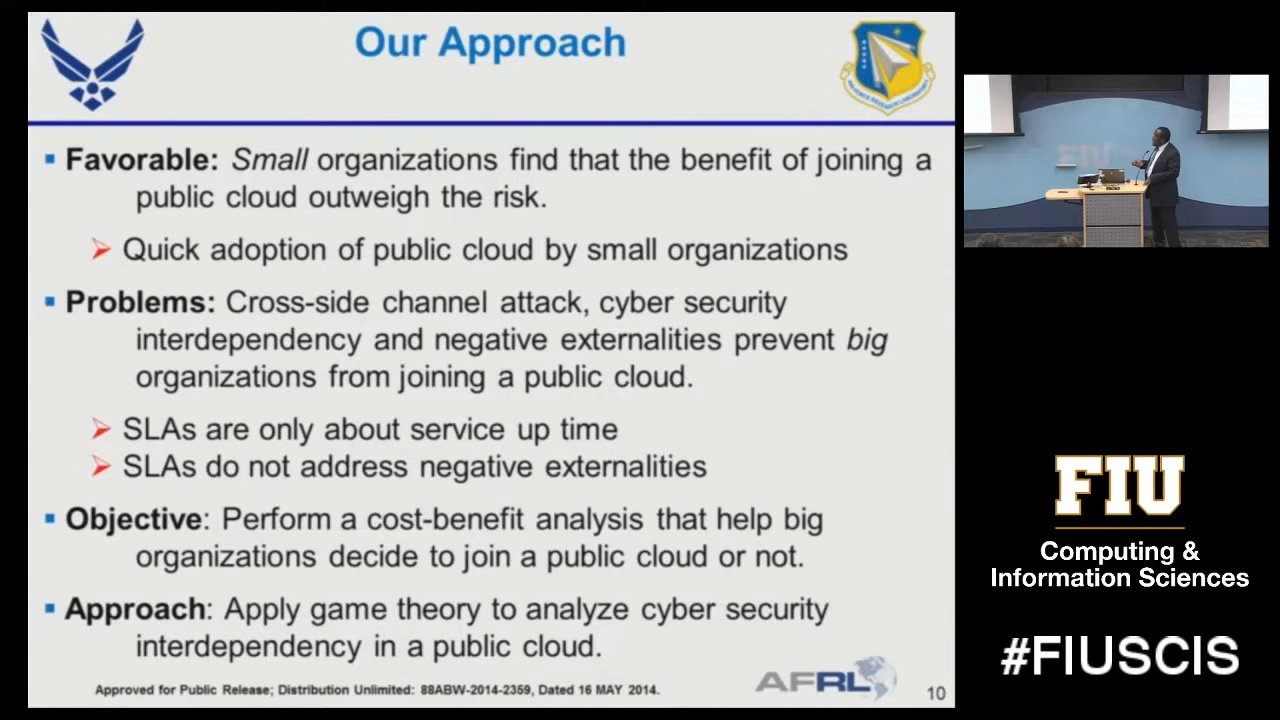 Our Approach
Favorable: Small organizations find that the benefit of joining a
public cloud outweigh the risk.
Quick adoption of public cloud by small organizations
Problems: Cross-side channel attack, cyber security
interdependency and negative externalities prevent big
organizations from joining a public cloud.
SLAs are only about service up time
SLAs do not address negative externalities
Objective: Perform a cost-benefit analysis that help big
organizations decide to join a public cloud or not.
Approach: Apply game theory to analyze cyber security
interdependency in a public cloud.
Approved for Public Release; Distribution Unlimited: 88ABW-2014-2359, Dated 16 MAY 2014.
AFRL
10
FIU
FIU
Computing &
Information Sciences
#FIUSCIS